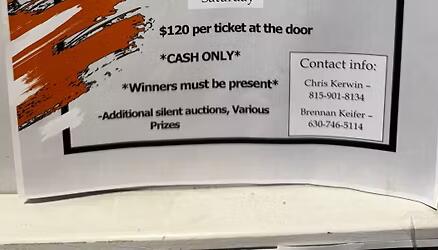 Saturday
$120 per ticket at the door
*CASH ONLY*
*Winners must be present*
-Additional silent auctions, Various
Prizes
Contact info:
Chris Kerwin –
815-901-8134
Brennan Keifer –
630-746-5114